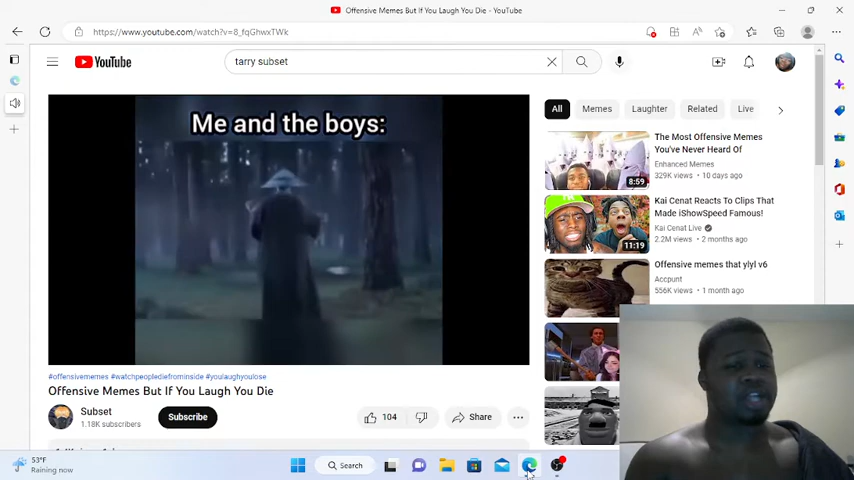 Offensive Memes But If You Laugh You Die - YouTube
https://www.youtube.com/watch?v=8_fqGhwxTWk
YouTube
tarry subset
Me and the boys:
All
Memes
Laughter
Related
Live
The Most Offensive Memes
You've Never Heard Of
Enhanced Memes
329K views • 10 days ago
8:59
Kai Cenat Reacts To Clips That
Made iShowSpeed Famous!
Kai Cenat Live
2.2M views • 2 months ago
11:19
Offensive memes that ylyl v6
Accpunt
556K views • 1 month ago
#offensivememes #watchpeoplediefrominside #youlaughyoulose
Offensive Memes But If You Laugh You Die
Subset
1.18K subscribers
Subscribe
104
Share
53°F
Raining now
Search